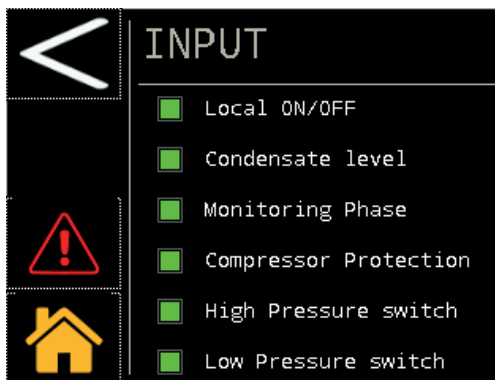 INPUT
Local ON/OFF
Condensate level
Monitoring Phase
Compressor Protection
High Pressure switch
Low Pressure switch